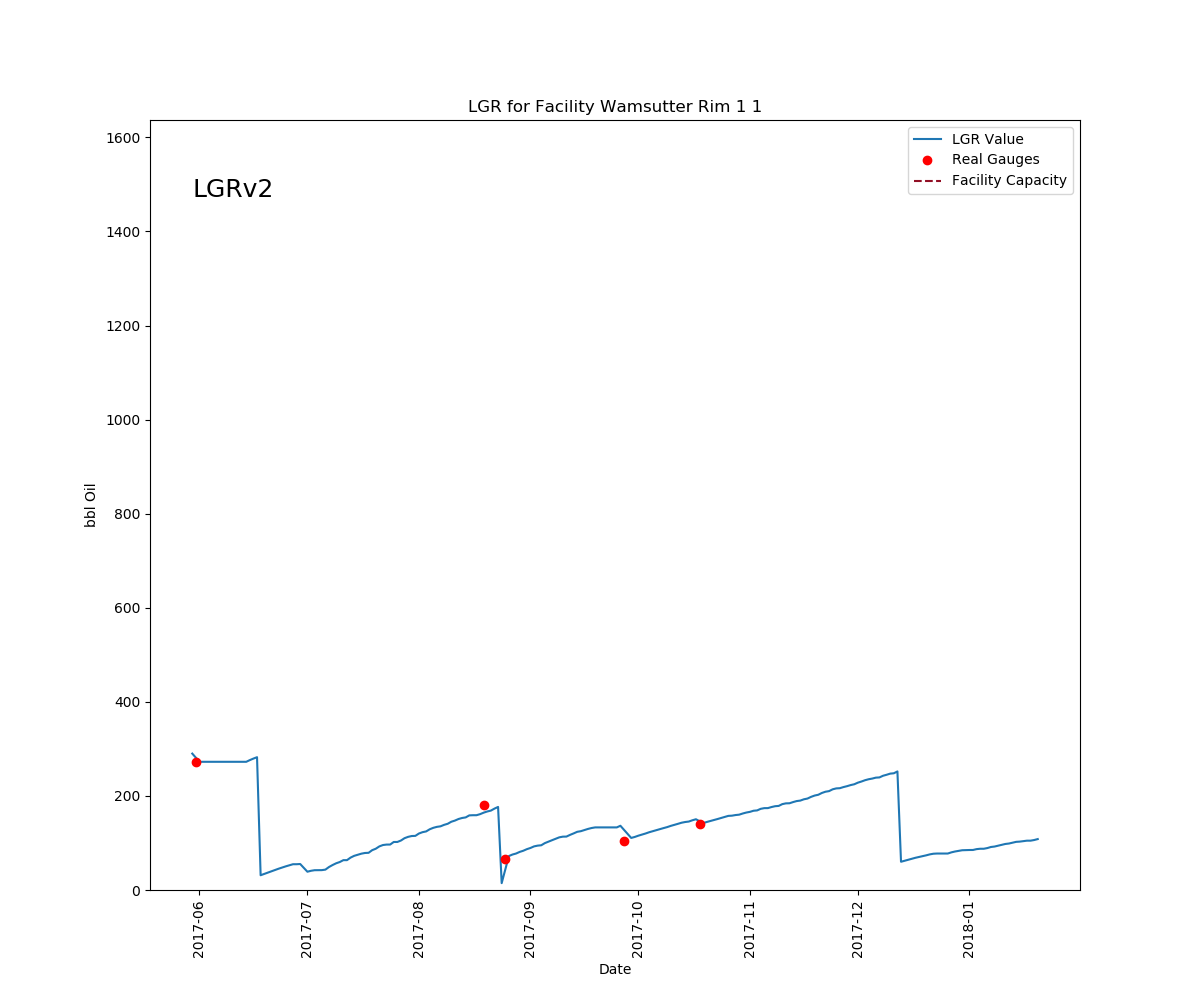 LGR for Facility Wamsutter Rim 1 1
LGRv2
LGR Value
Real Gauges
Facility Capacity
1600
1400
1200
1000
800
600
400
200
0
bbl Oil
2017-06
2017-07
2017-08
2017-09
2017-10
2017-11
2017-12
2018-01
Date